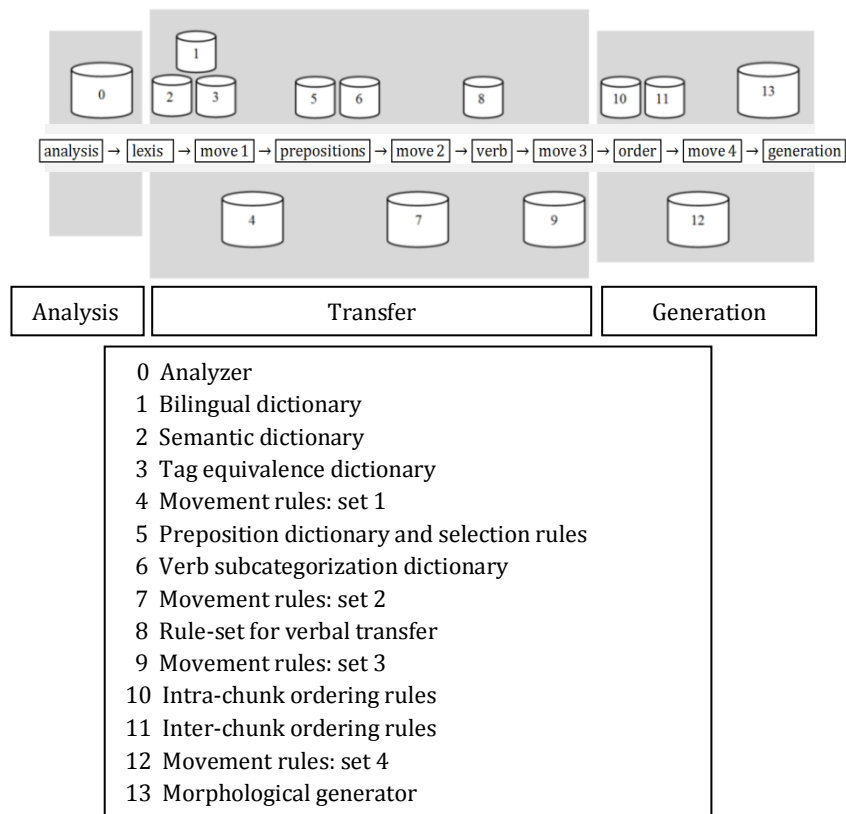 1
0
2 3
5 6
8
10 11
13
analysis → lexis → move 1 → prepositions → move 2 → verb → move 3 → order → move 4 → generation
4
7
9
12
Analysis
Transfer
Generation
0 Analyzer
1 Bilingual dictionary
2 Semantic dictionary
3 Tag equivalence dictionary
4 Movement rules: set 1
5 Preposition dictionary and selection rules
6 Verb subcategorization dictionary
7 Movement rules: set 2
8 Rule-set for verbal transfer
9 Movement rules: set 3
10 Intra-chunk ordering rules
11 Inter-chunk ordering rules
12 Movement rules: set 4
13 Morphological generator